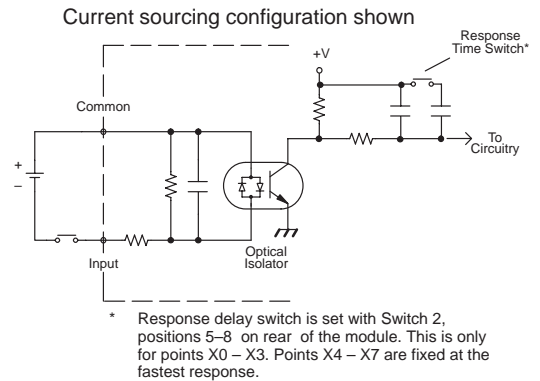 Current sourcing configuration shown
Response
Time Switch*
+V
Common
+
–
To
Circuitry
Optical
Isolator
Input
* Response delay switch is set with Switch 2,
positions 5–8 on rear of the module. This is only
for points X0 – X3. Points X4 – X7 are fixed at the
fastest response.